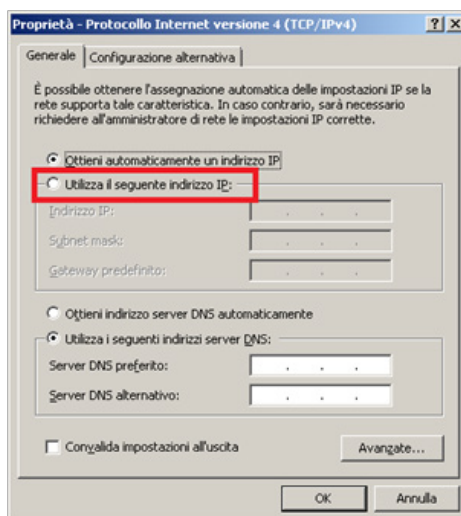 Proprietà - Protocollo Internet versione 4 (TCP/IPv4)
Generale
Configurazione alternativa
È possibile ottenere l'assegnazione automatica delle impostazioni IP se la
rete supporta tale caratteristica. In caso contrario, sarà necessario
richiedere all'amministratore di rete le impostazioni IP corrette.
Ottieni automaticamente un indirizzo IP
Utilizza il seguente indirizzo IP:
Indirizzo IP:
Subnet mask:
Gateway predefinito:
Ottieni indirizzo server DNS automaticamente
Utilizza i seguenti indirizzi server DNS:
Server DNS preferito:
Server DNS alternativo:
Convalida impostazioni all'uscita
Avanzate...
OK
Annulla